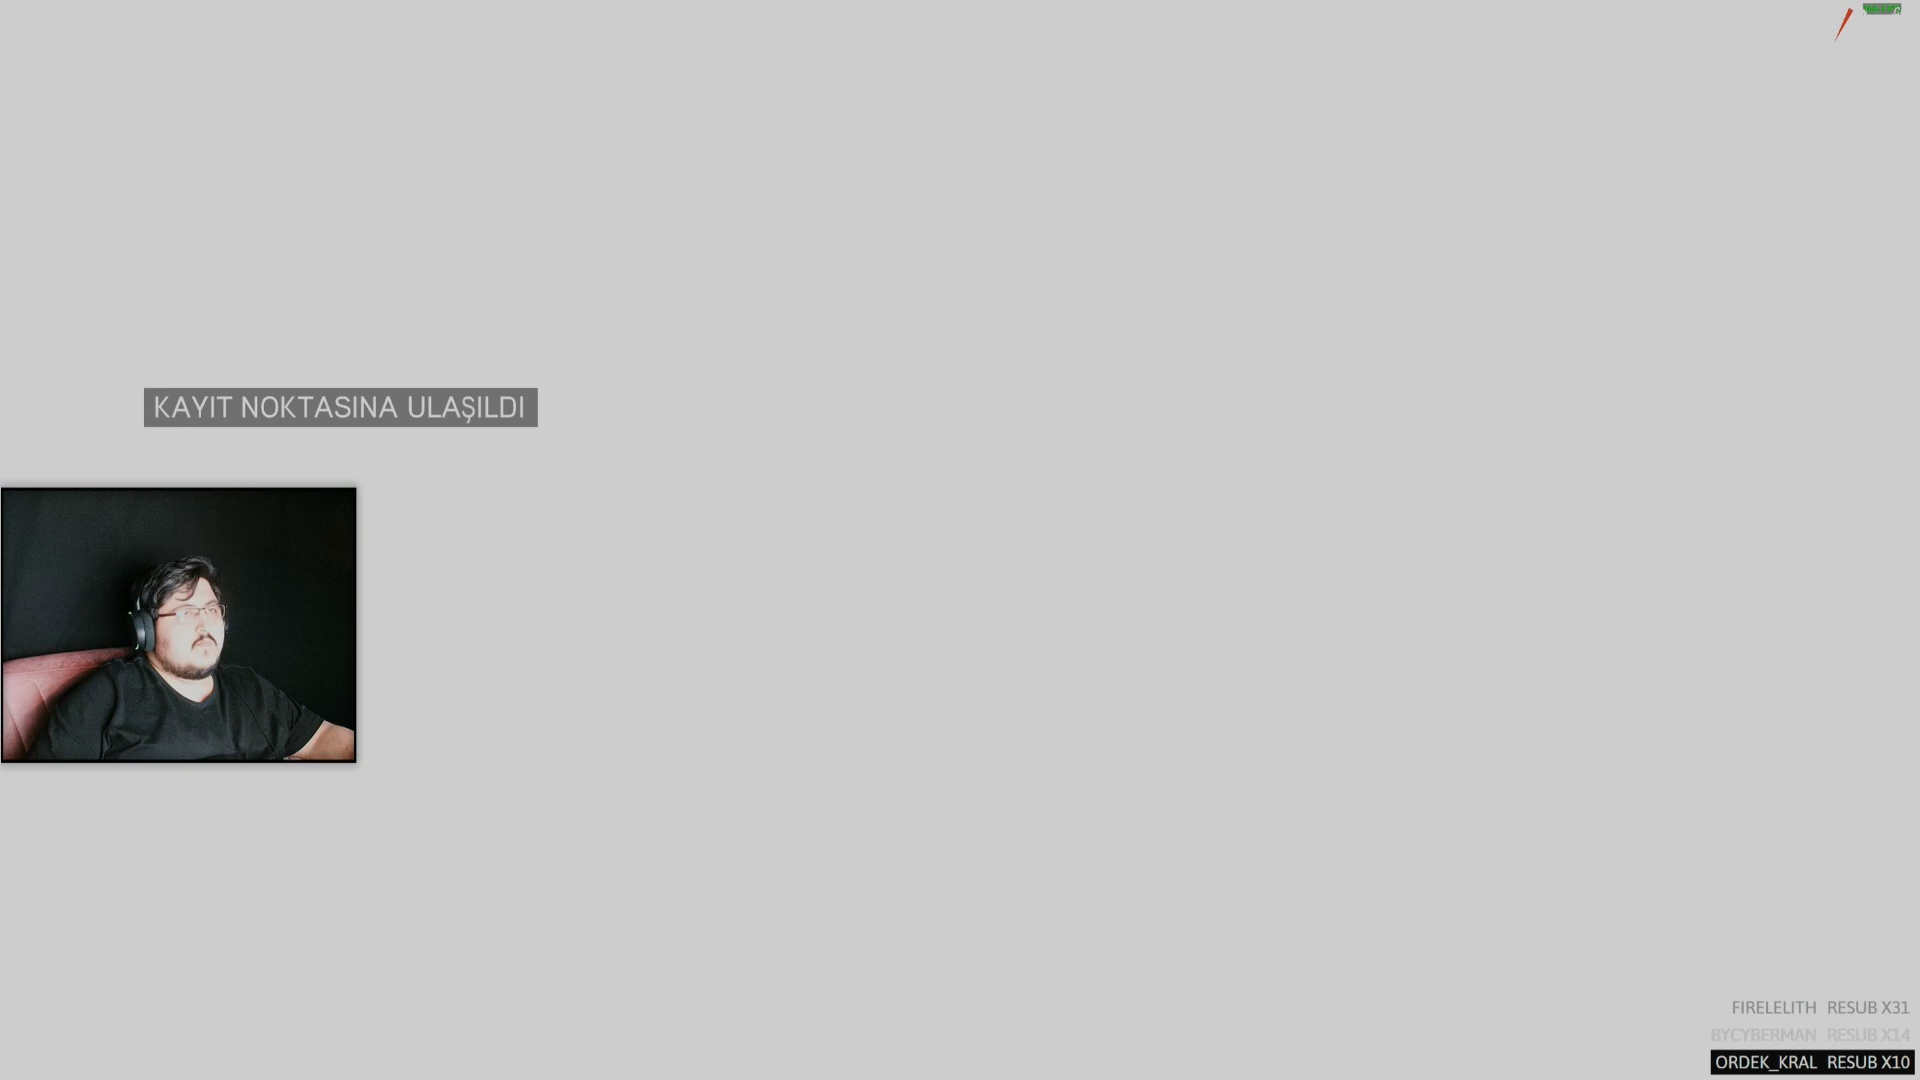 KAYIT NOKTASINA ULAŞILDI
FIRELELITH RESUB X31
BYCYBERMAN RESUB X14
ORDEK_KRAL RESUB X10